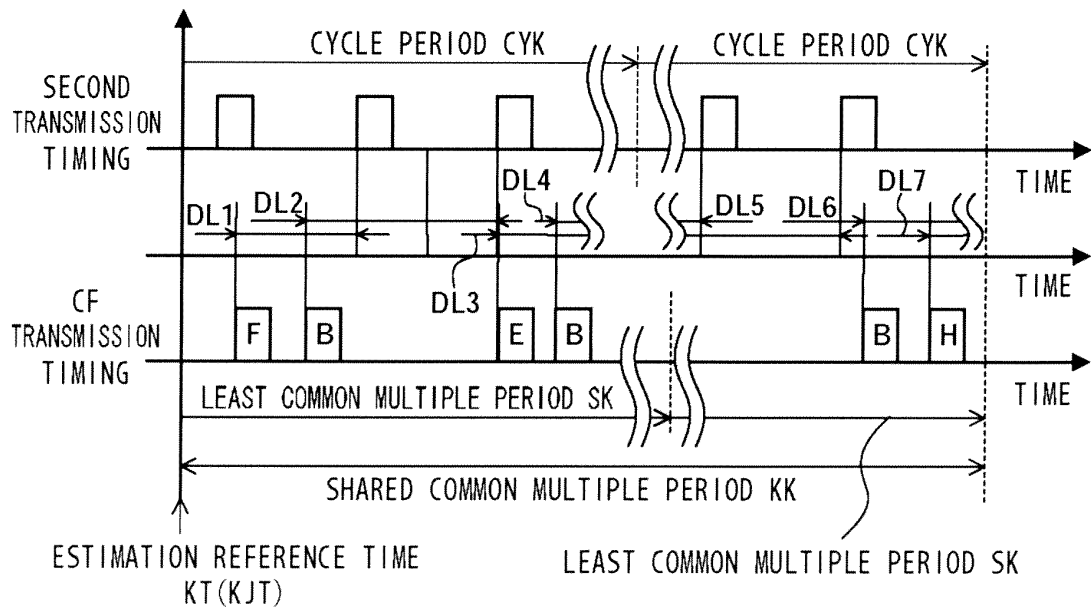 CYCLE PERIOD CYK
CYCLE PERIOD CYK
SECOND
TRANSMISSION
TIMING
TIME
DL1
DL2
DL4
DL5
DL6
DL7
DL3
TIME
CF
TRANSMISSION
TIMING
F
B
E
B
B
H
TIME
LEAST COMMON MULTIPLE PERIOD SK
SHARED COMMON MULTIPLE PERIOD KK
ESTIMATION REFERENCE TIME
KT(KJT)
LEAST COMMON MULTIPLE PERIOD SK